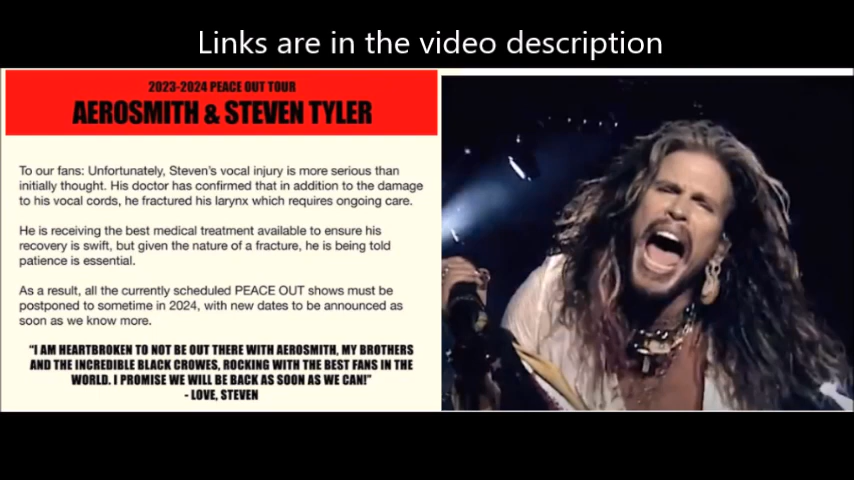 Links are in the video description
2023-2024 PEACE OUT TOUR
AEROSMITH & STEVEN TYLER
To our fans: Unfortunately, Steven's vocal injury is more serious than
initially thought. His doctor has confirmed that in addition to the damage
to his vocal cords, he fractured his larynx which requires ongoing care.
He is receiving the best medical treatment available to ensure his
recovery is swift, but given the nature of a fracture, he is being told
patience is essential.
As a result, all the currently scheduled PEACE OUT shows must be
postponed to sometime in 2024, with new dates to be announced as
soon as we know more.
“I AM HEARTBROKEN TO NOT BE OUT THERE WITH AEROSMITH, MY BROTHERS
AND THE INCREDIBLE BLACK CROWES, ROCKING WITH THE BEST FANS IN THE
WORLD. I PROMISE WE WILL BE BACK AS SOON AS WE CAN!”
- LOVE, STEVEN